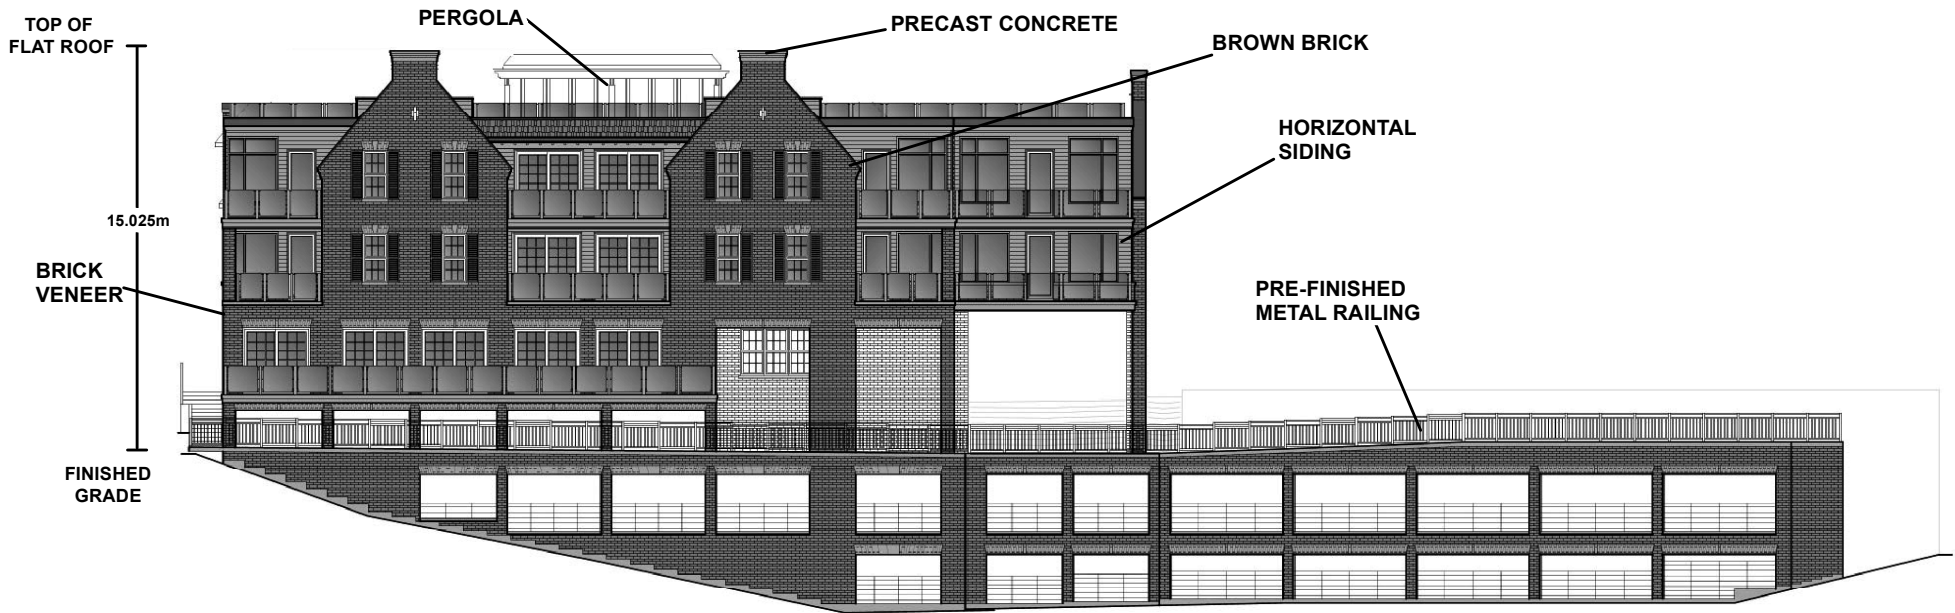 TOP OF
FLAT ROOF
PERGOLA
PRECAST CONCRETE
BROWN BRICK
HORIZONTAL
SIDING
15.025m
BRICK
VENEER
PRE-FINISHED
METAL RAILING
FINISHED
GRADE